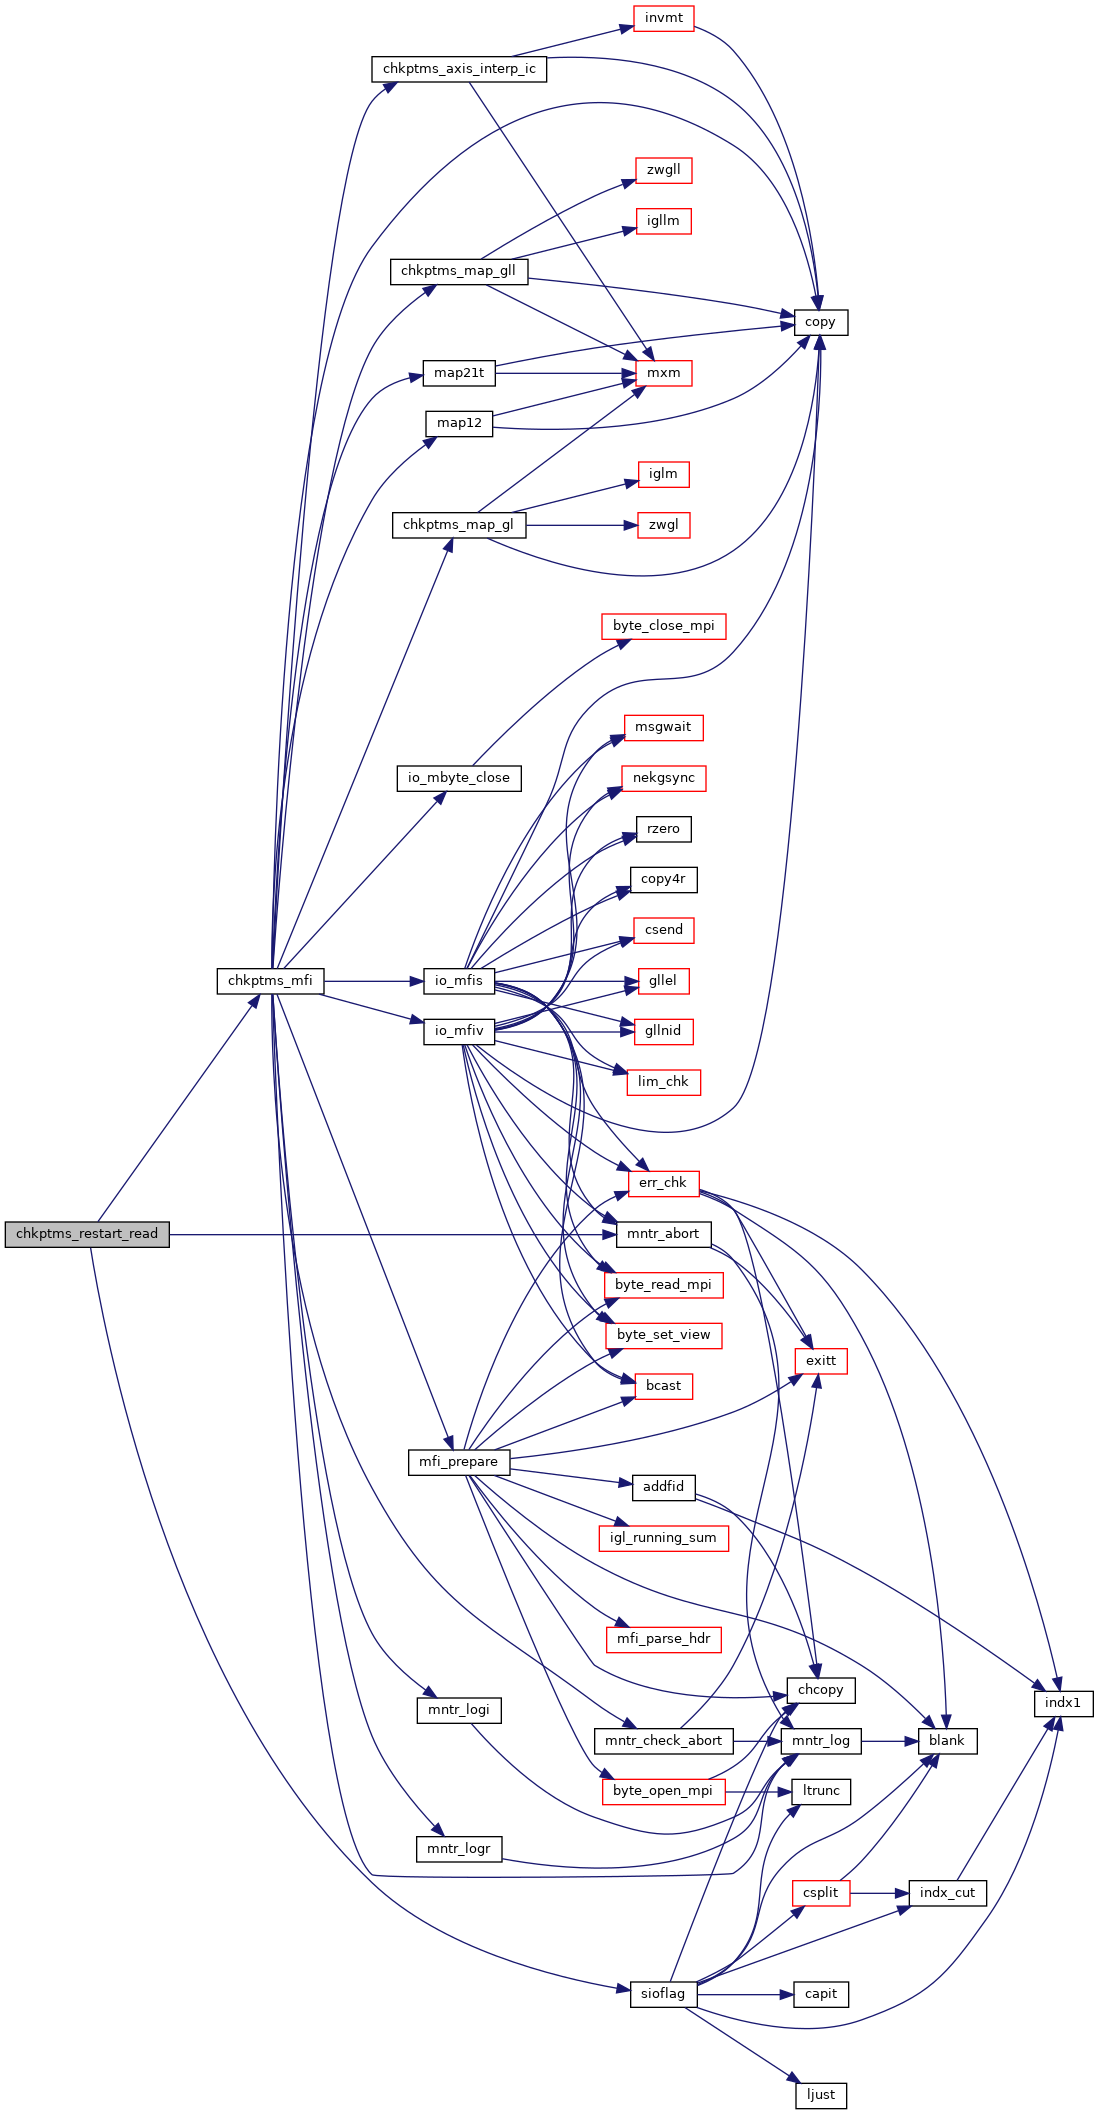 invmt
chkptms_axis_interp_ic
zwgll
igllm
chkptms_map_gll
copy
map21t
mxm
map12
iglm
chkptms_map_gl
zwgl
byte_close_mpi
msgwait
io_mbyte_close
nekgsync
rzero
copy4r
csend
chkptms_mfi
io_mfis
gllel
io_mfiv
gllnid
lim_chk
err_chk
chkptms_restart_read
mntr_abort
byte_read_mpi
byte_set_view
exitt
bcast
mfi_prepare
addfid
igl_running_sum
mfi_parse_hdr
chcopy
indx1
mntr_logi
mntr_check_abort
mntr_log
blank
byte_open_mpi
ltrunc
mntr_logr
csplit
indx_cut
sioflag
capit
ljust